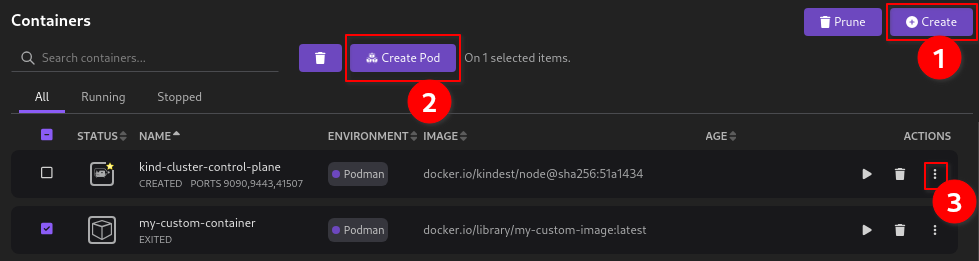 Containers
Prune
Create
1
Search containers...
Create Pod
On 1 selected items.
2
All Running Stopped
STATUS NAME ENVIRONMENT IMAGE AGE ACTIONS
kind-cluster-control-plane
CREATED PORTS 9090,9443,41507
Podman
docker.io/kindest/node@sha256:51a1434
3
my-custom-container
EXITED
Podman
docker.io/library/my-custom-image:latest